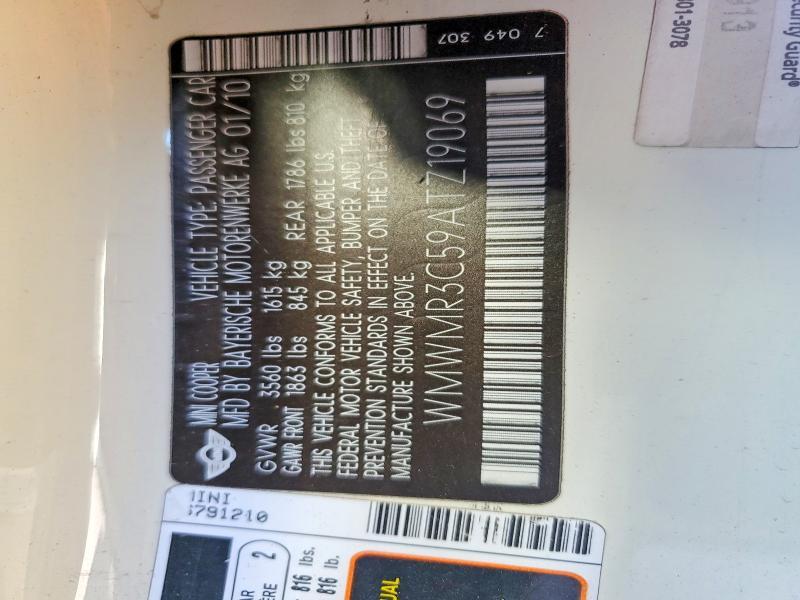 MINI COOPER VEHICLE TYPE: PASSENGER CAR
MFD BY BAYERISCHE MOTORENWERKE AG 01/10
GVWR 3560 lbs 1615 kg
GAWR FRONT 1863 lbs 845 kg REAR 1786 lbs 810 kg
THIS VEHICLE CONFORMS TO ALL APPLICABLE U.S.
FEDERAL MOTOR VEHICLE SAFETY, BUMPER AND THEFT
PREVENTION STANDARDS IN EFFECT ON THE DATE OF
MANUFACTURE SHOWN ABOVE.
WMWMR3C59ATZ19069
7 049 307
2
816 lbs.
816 lb.
01-3078
Guard®